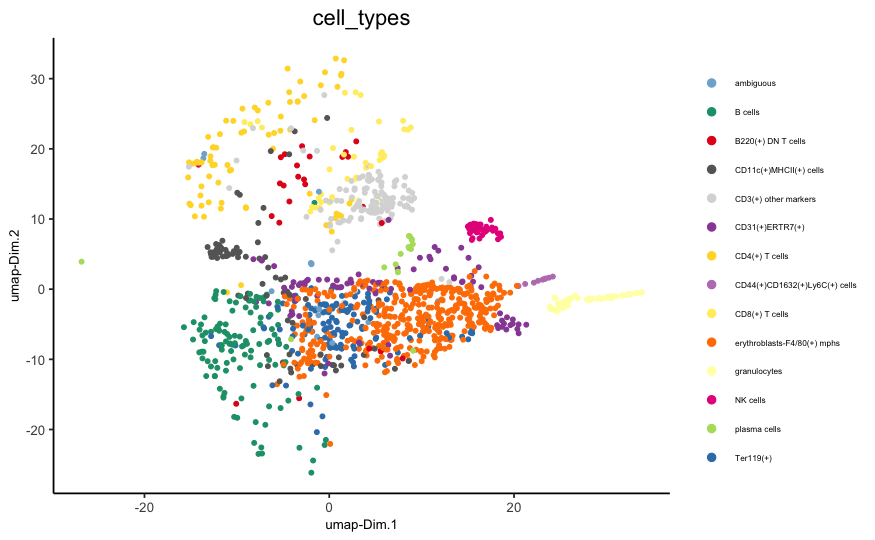 cell_types
umap-Dim.2
30
20
10
0
-10
-20
-20
0
20
umap-Dim.1
ambiguous
B cells
B220(+) DN T cells
CD11c(+)MHCII(+) cells
CD3(+) other markers
CD31(+)ERTR7(+)
CD4(+) T cells
CD44(+)CD1632(+)Ly6C(+) cells
CD8(+) T cells
erythroblasts-F4/80(+) mphs
granulocytes
NK cells
plasma cells
Ter119(+)